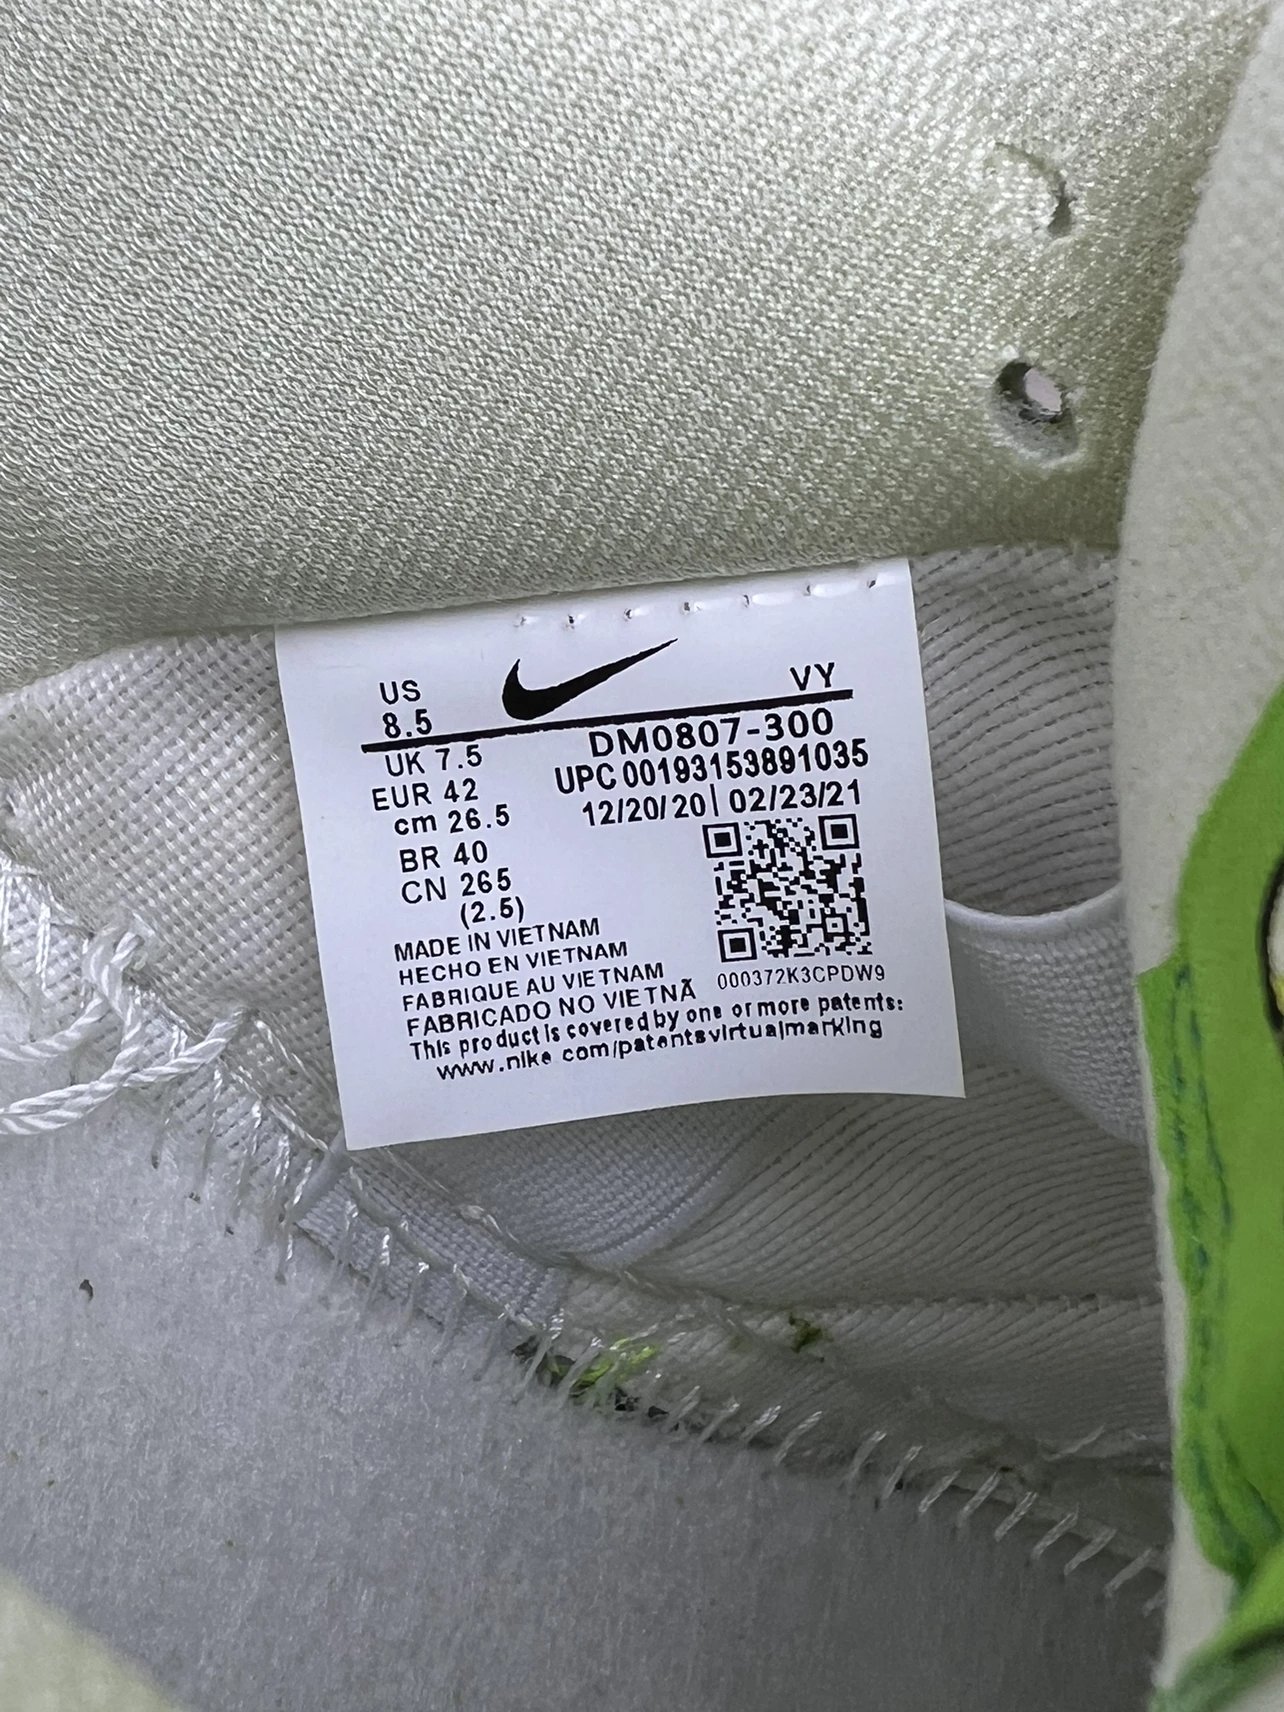 US
8.5
VY
UK 7.5
DM0807-300
EUR 42
UPC 00193153891035
cm 26.5
12/20/20| 02/23/21
BR 40
CN 265
(2.5)
MADE IN VIETNAM
HECHO EN VIETNAM
FABRIQUE AU VIETNAM
000372K3CPDW9
FABRICADO NO VIETNÃ
This product is covered by one or more patents:
www.nike com/patentsvirtualmarking